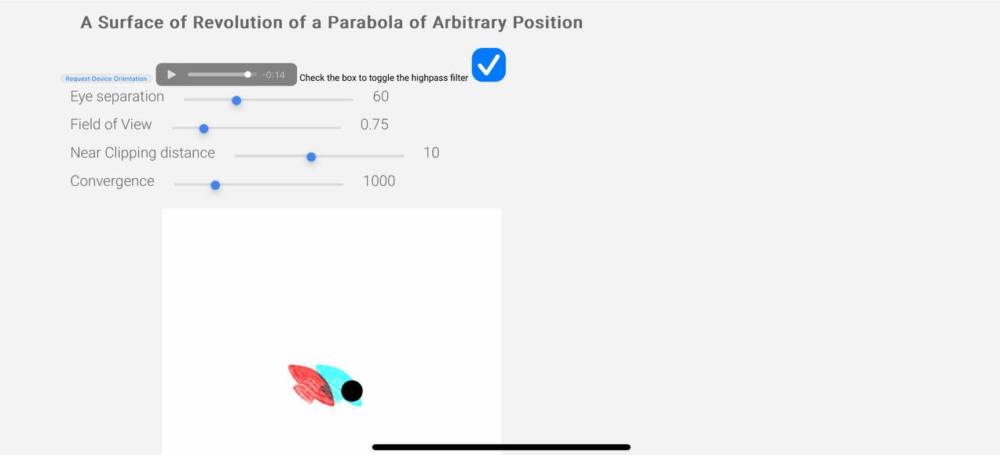 A Surface of Revolution of a Parabola of Arbitrary Position
Request Device Orientation -0:14 Check the box to toggle the highpass filter
Eye separation 60
Field of View 0.75
Near Clipping distance 10
Convergence 1000